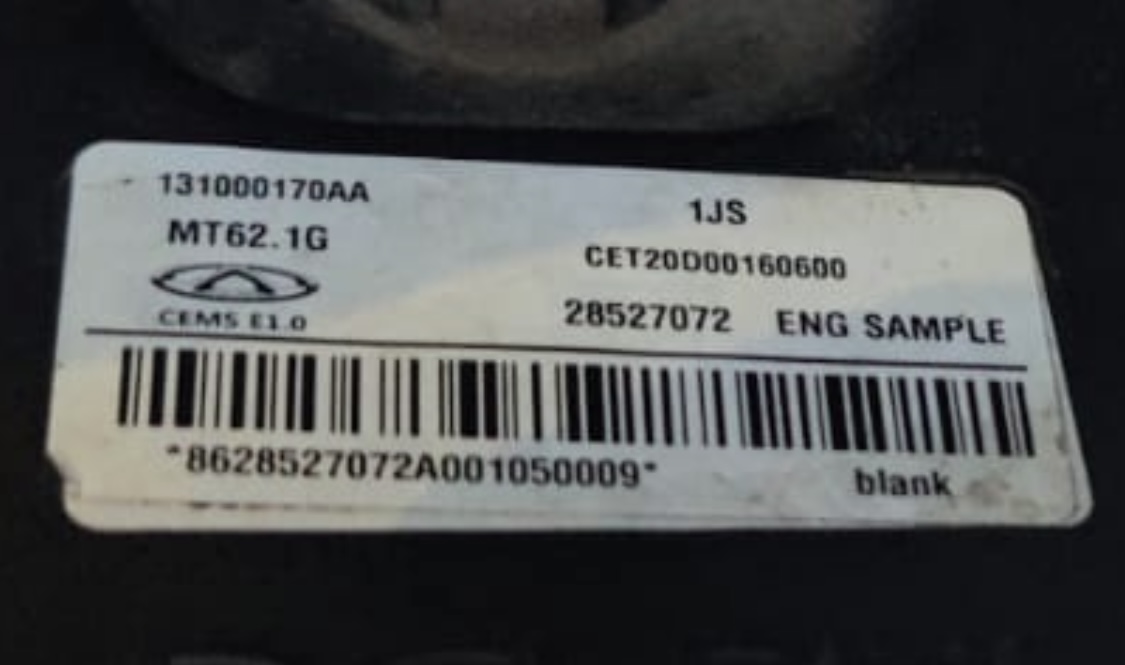 131000170AA
1JS
MT62.1G
CET20D00160600
CEMS E1.0
28527072 ENG SAMPLE
*8628527072A001050009*
blank